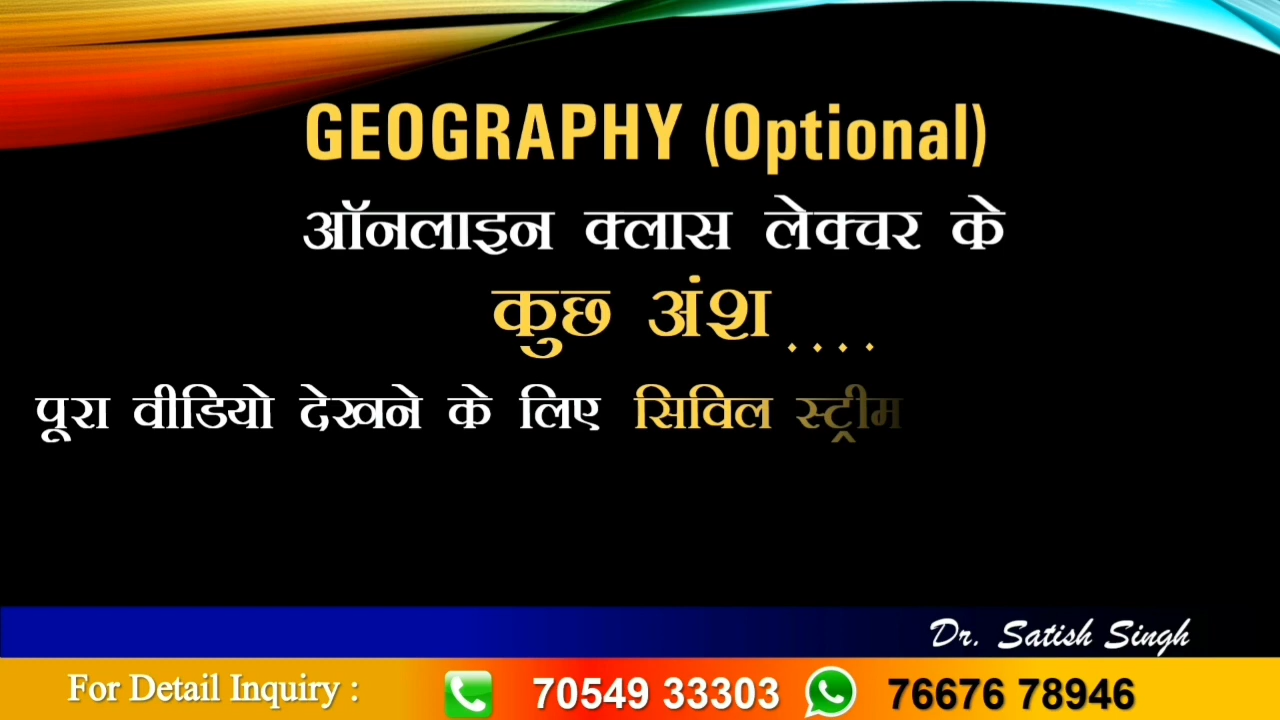 GEOGRAPHY (Optional)
ऑनलाइन क्लास लेक्चर के
कुछ अंश ....
पूरा वीडियो देखने के लिए सिविल स्ट्रीम
Dr. Satish Singh
For Detail Inquiry : 70549 33303 76676 78946